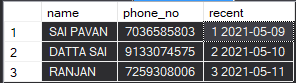 name phone_no recent
1 SAI PAVAN 7036585803 1 2021-05-09
2 DATTA SAI 9133074575 2 2021-05-10
3 RANJAN 7259308006 3 2021-05-11